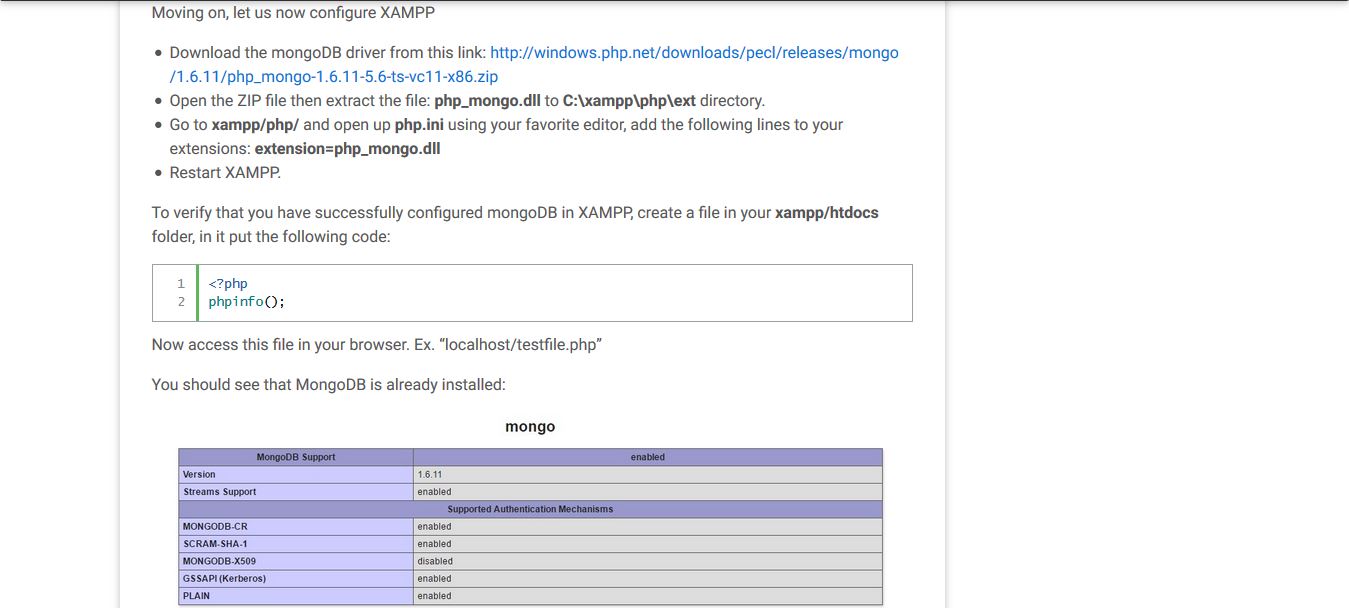 Moving on, let us now configure XAMPP
• Download the mongoDB driver from this link: http://windows.php.net/downloads/pecl/releases/mongo
/1.6.11/php_mongo-1.6.11-5.6-ts-vc11-x86.zip
• Open the ZIP file then extract the file: php_mongo.dll to C:\xampp\php\ext directory.
• Go to xampp/php/ and open up php.ini using your favorite editor, add the following lines to your
extensions: extension=php_mongo.dll
• Restart XAMPP.
To verify that you have successfully configured mongoDB in XAMPP, create a file in your xampp/htdocs
folder, in it put the following code:
1 <?php
2 phpinfo();
Now access this file in your browser. Ex. “localhost/testfile.php”
You should see that MongoDB is already installed:
mongo
MongoDB Support enabled
Version 1.6.11
Streams Support enabled
Supported Authentication Mechanisms
MONGODB-CR enabled
SCRAM-SHA-1 enabled
MONGODB-X509 disabled
GSSAPI (Kerberos) enabled
PLAIN enabled